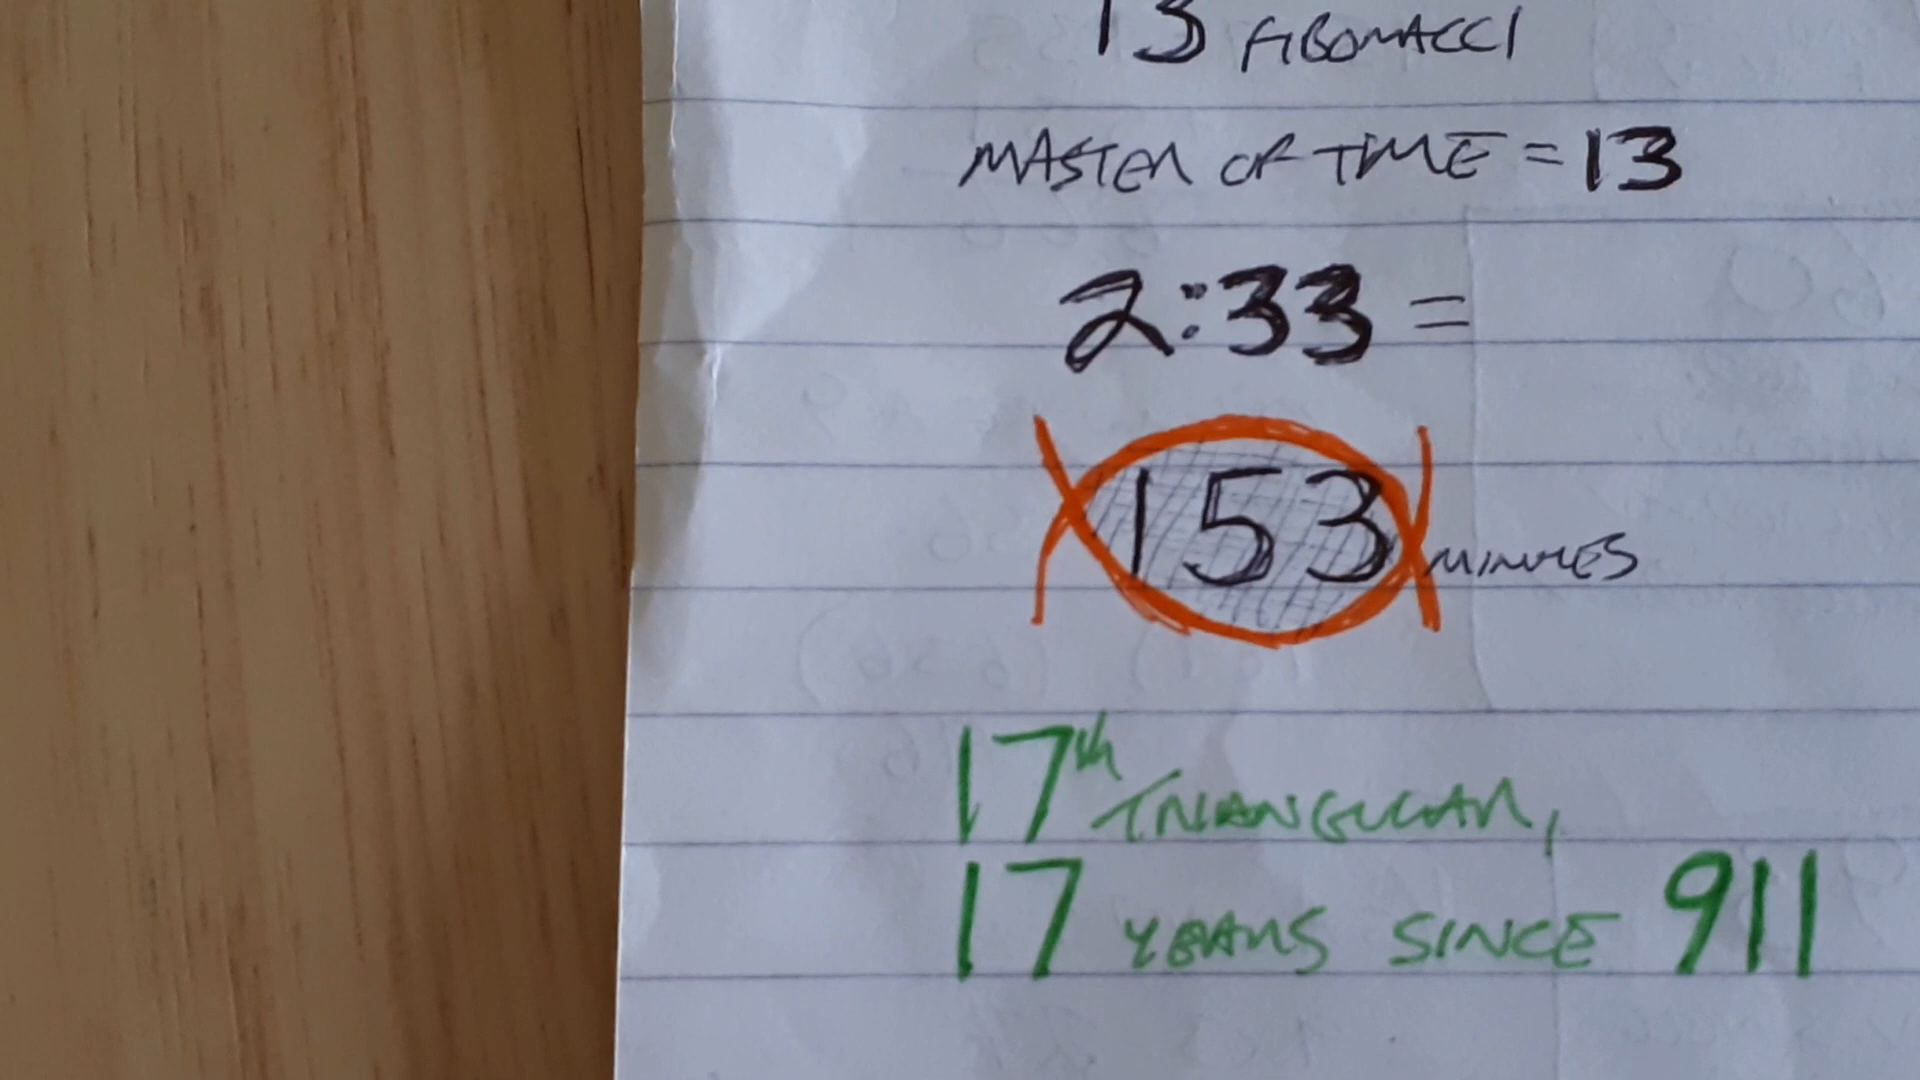 13 FIBONACCI
MASTER OF TIME = 13
2:33 =
153 MINUTES
17th TRIANGULAR,
17 YEARS SINCE 911